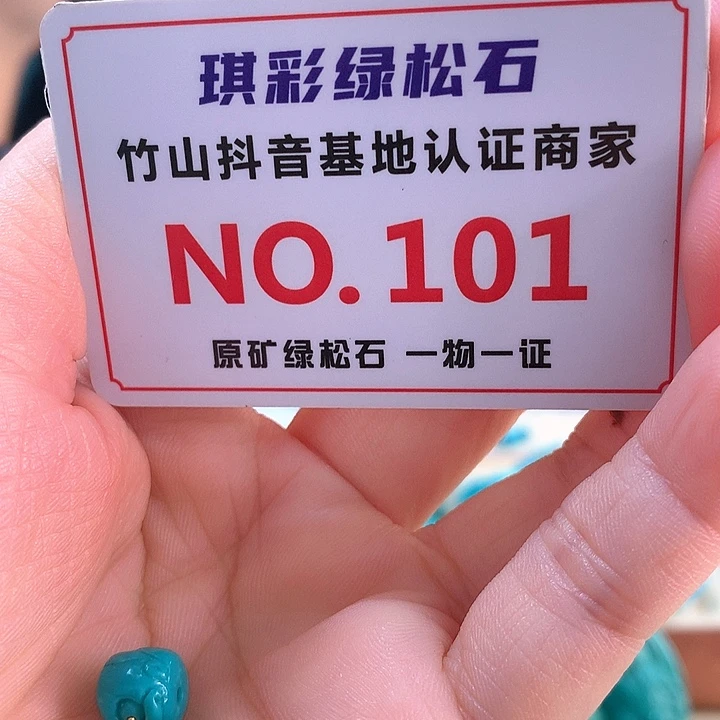 琪彩绿松石
竹山抖音基地认证商家
NO.101
原矿绿松石 一物一证